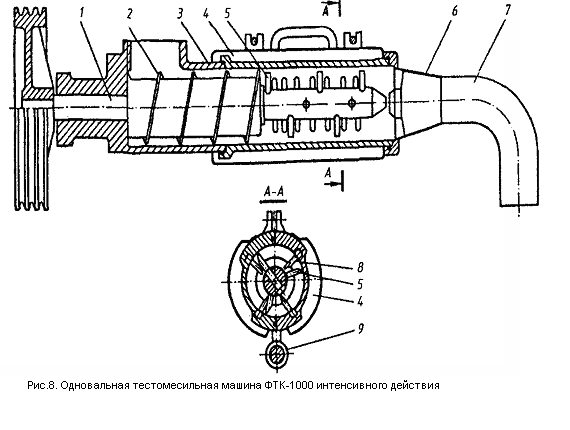 A
1 2 3 4 5 6 7
A
А-А
8
5
4
9
Рис.8. Одновальная тестомесильная машина ФТК-1000 интенсивного действия